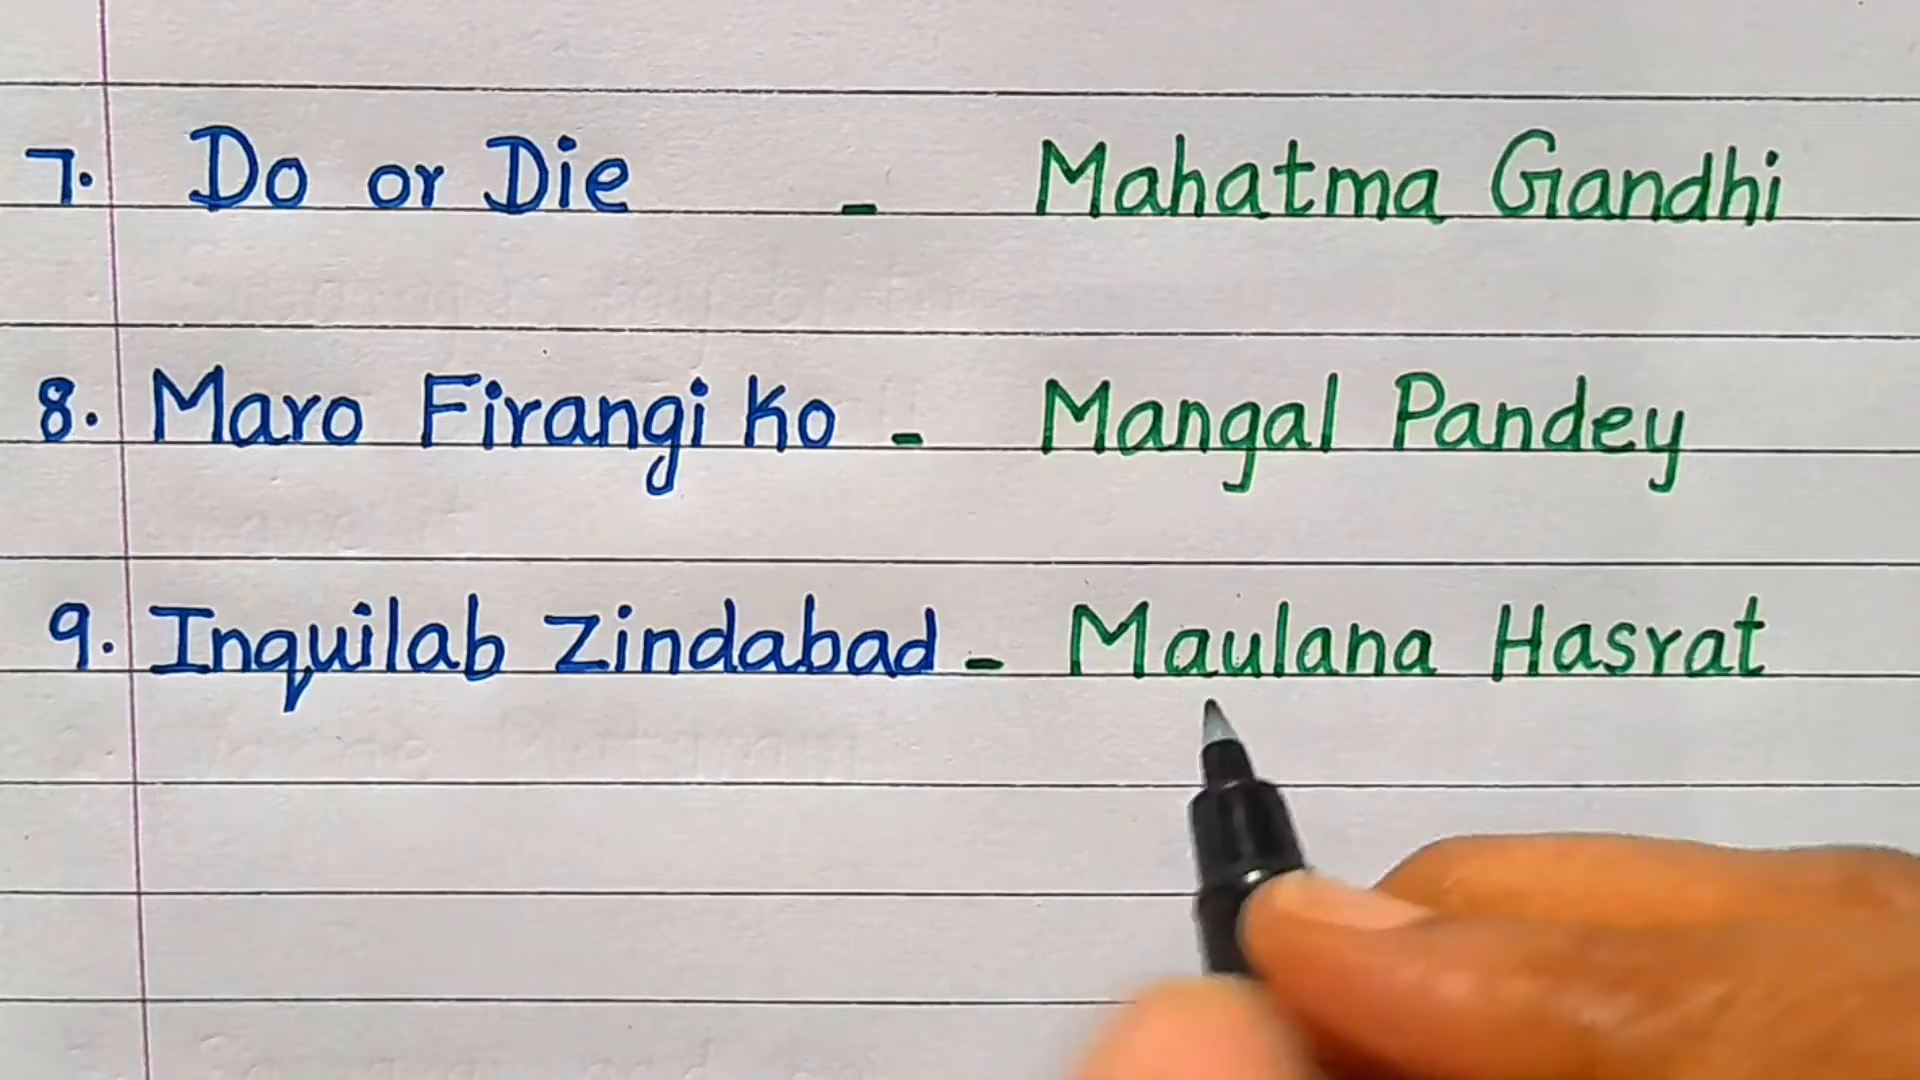 7. Do or Die - Mahatma Gandhi
8. Maro Firangi Ko - Mangal Pandey
9. Inquilab Zindabad - Maulana Hasrat